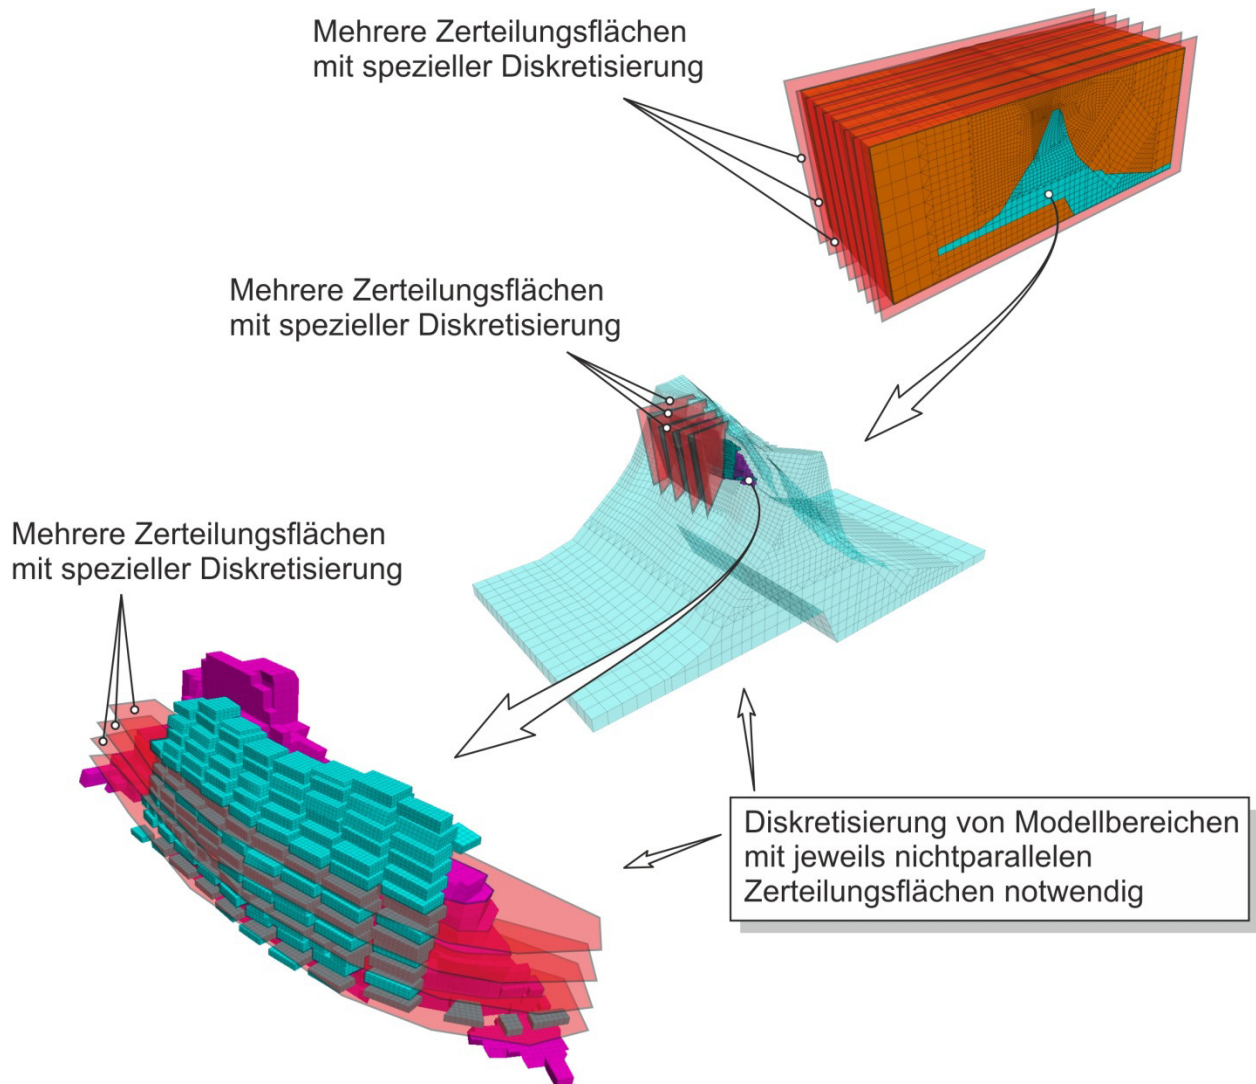 Mehrere Zerteilungsflächen
mit spezieller Diskretisierung
Mehrere Zerteilungsflächen
mit spezieller Diskretisierung
Mehrere Zerteilungsflächen
mit spezieller Diskretisierung
Diskretisierung von Modellbereichen
mit jeweils nichtparallelen
Zerteilungsflächen notwendig